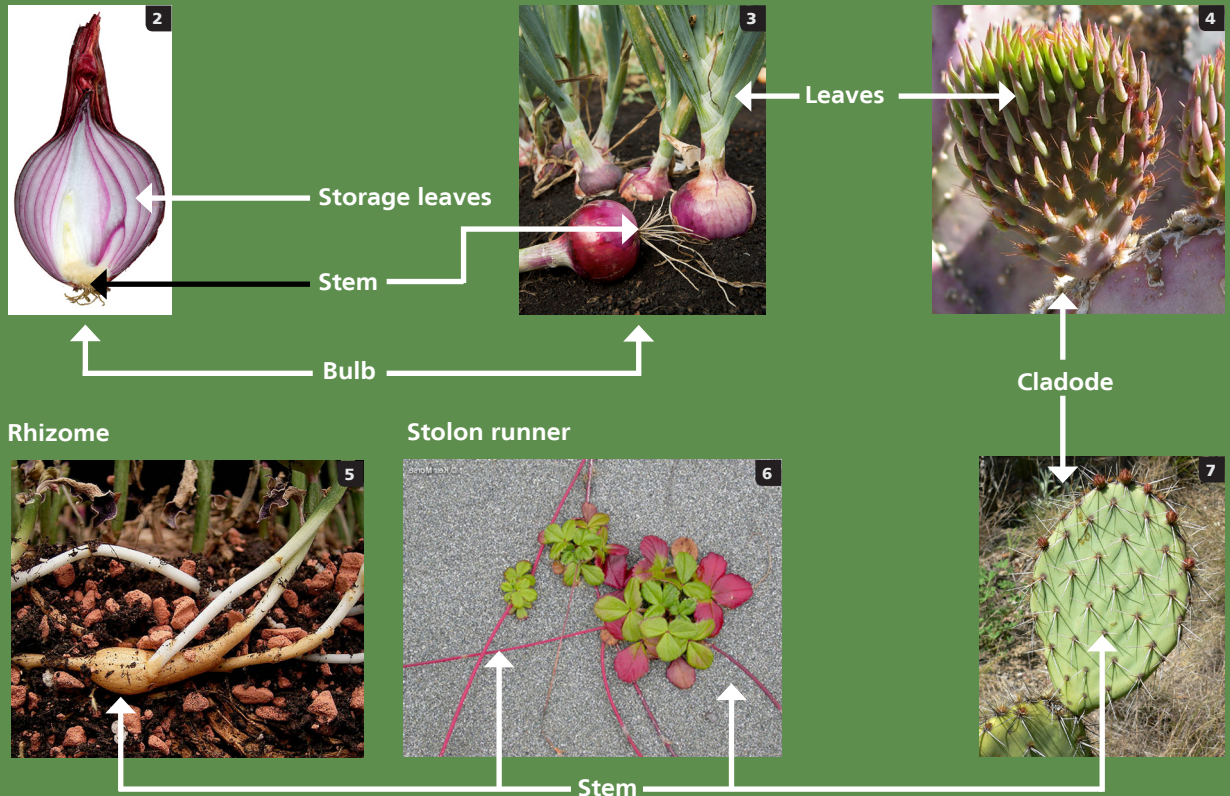 2
3
4
Leaves
Storage leaves
Stem
Bulb
Cladode
Rhizome
Stolon runner
5
6
7
Stem